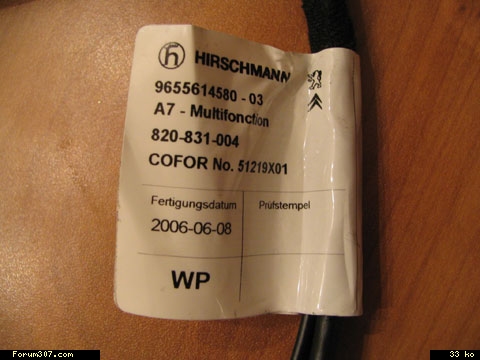 h HIRSCHMANN
9655614580 - 03
A7 - Multifonction
820-831-004
COFOR No. 51219X01
Fertigungsdatum Prüfstempel
2006-06-08
WP
Forum307.com 33 ko